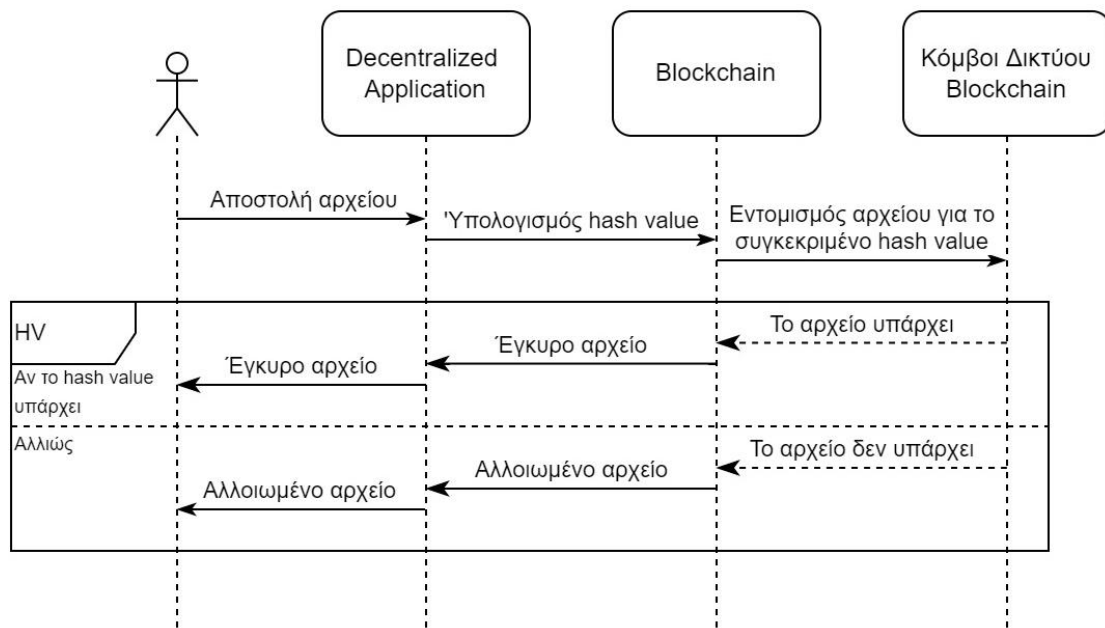 Decentralized
Application
Blockchain
Κόμβοι Δικτύου
Blockchain
Αποστολή αρχείου
'Υπολογισμός hash value
Εντομισμός αρχείου για το
συγκεκριμένο hash value
HV
Το αρχείο υπάρχει
Έγκυρο αρχείο
Έγκυρο αρχείο
Αν το hash value
υπάρχει
Αλλιώς
Το αρχείο δεν υπάρχει
Αλλοιωμένο αρχείο
Αλλοιωμένο αρχείο